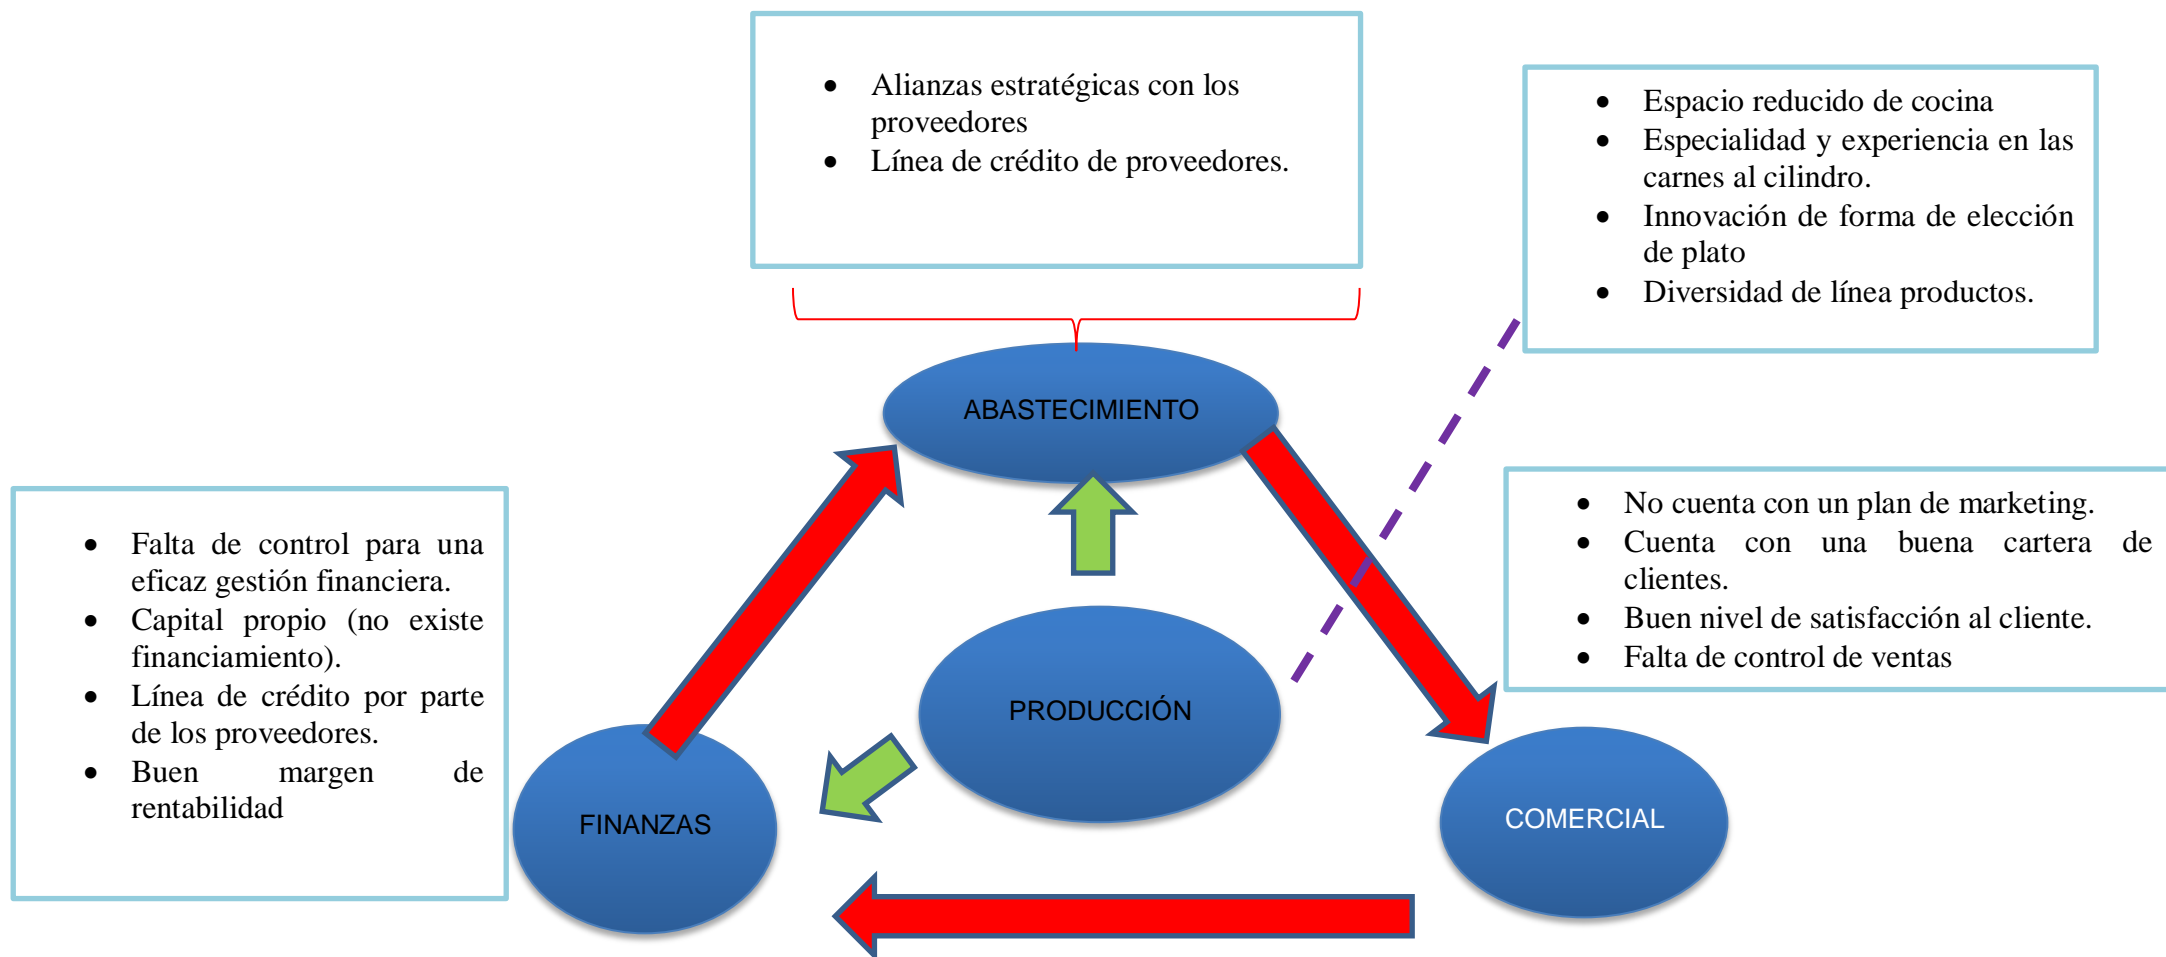 • Alianzas estratégicas con los
proveedores
• Línea de crédito de proveedores.
• Espacio reducido de cocina
• Especialidad y experiencia en las
carnes al cilindro.
• Innovación de forma de elección
de plato
• Diversidad de línea productos.
ABASTECIMIENTO
• No cuenta con un plan de marketing.
• Cuenta con una buena cartera de
clientes.
• Buen nivel de satisfacción al cliente.
• Falta de control de ventas
• Falta de control para una
eficaz gestión financiera.
• Capital propio (no existe
financiamiento).
• Línea de crédito por parte
de los proveedores.
• Buen margen de
rentabilidad
PRODUCCIÓN
FINANZAS
COMERCIAL